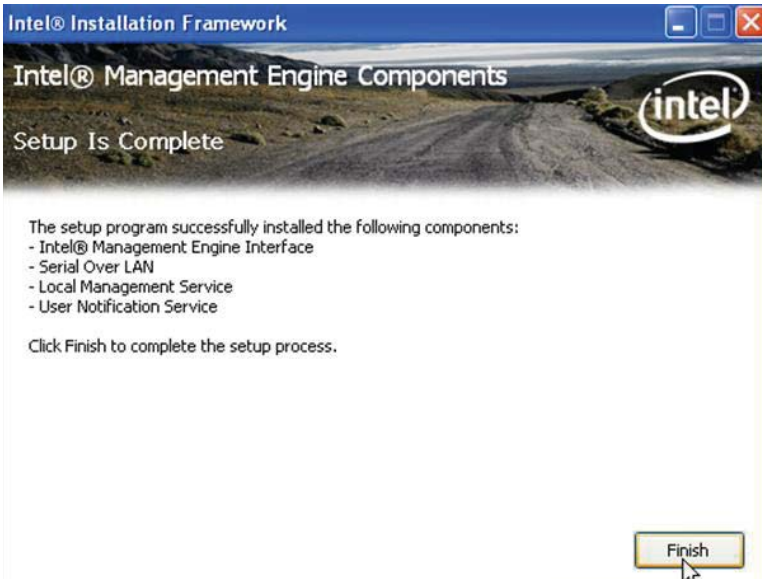 Intel® Installation Framework
Intel® Management Engine Components
intel
Setup Is Complete
The setup program successfully installed the following components:
- Intel® Management Engine Interface
- Serial Over LAN
- Local Management Service
- User Notification Service
Click Finish to complete the setup process.
Finish